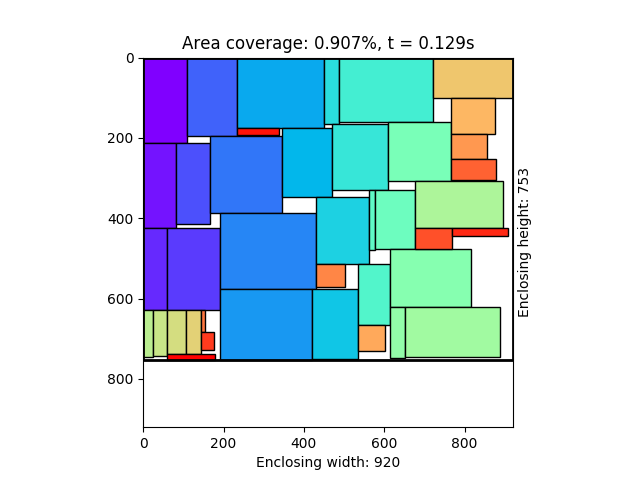 Area coverage: 0.907%, t = 0.129s
0
200
400
600
800
Enclosing height: 753
0 200 400 600 800
Enclosing width: 920